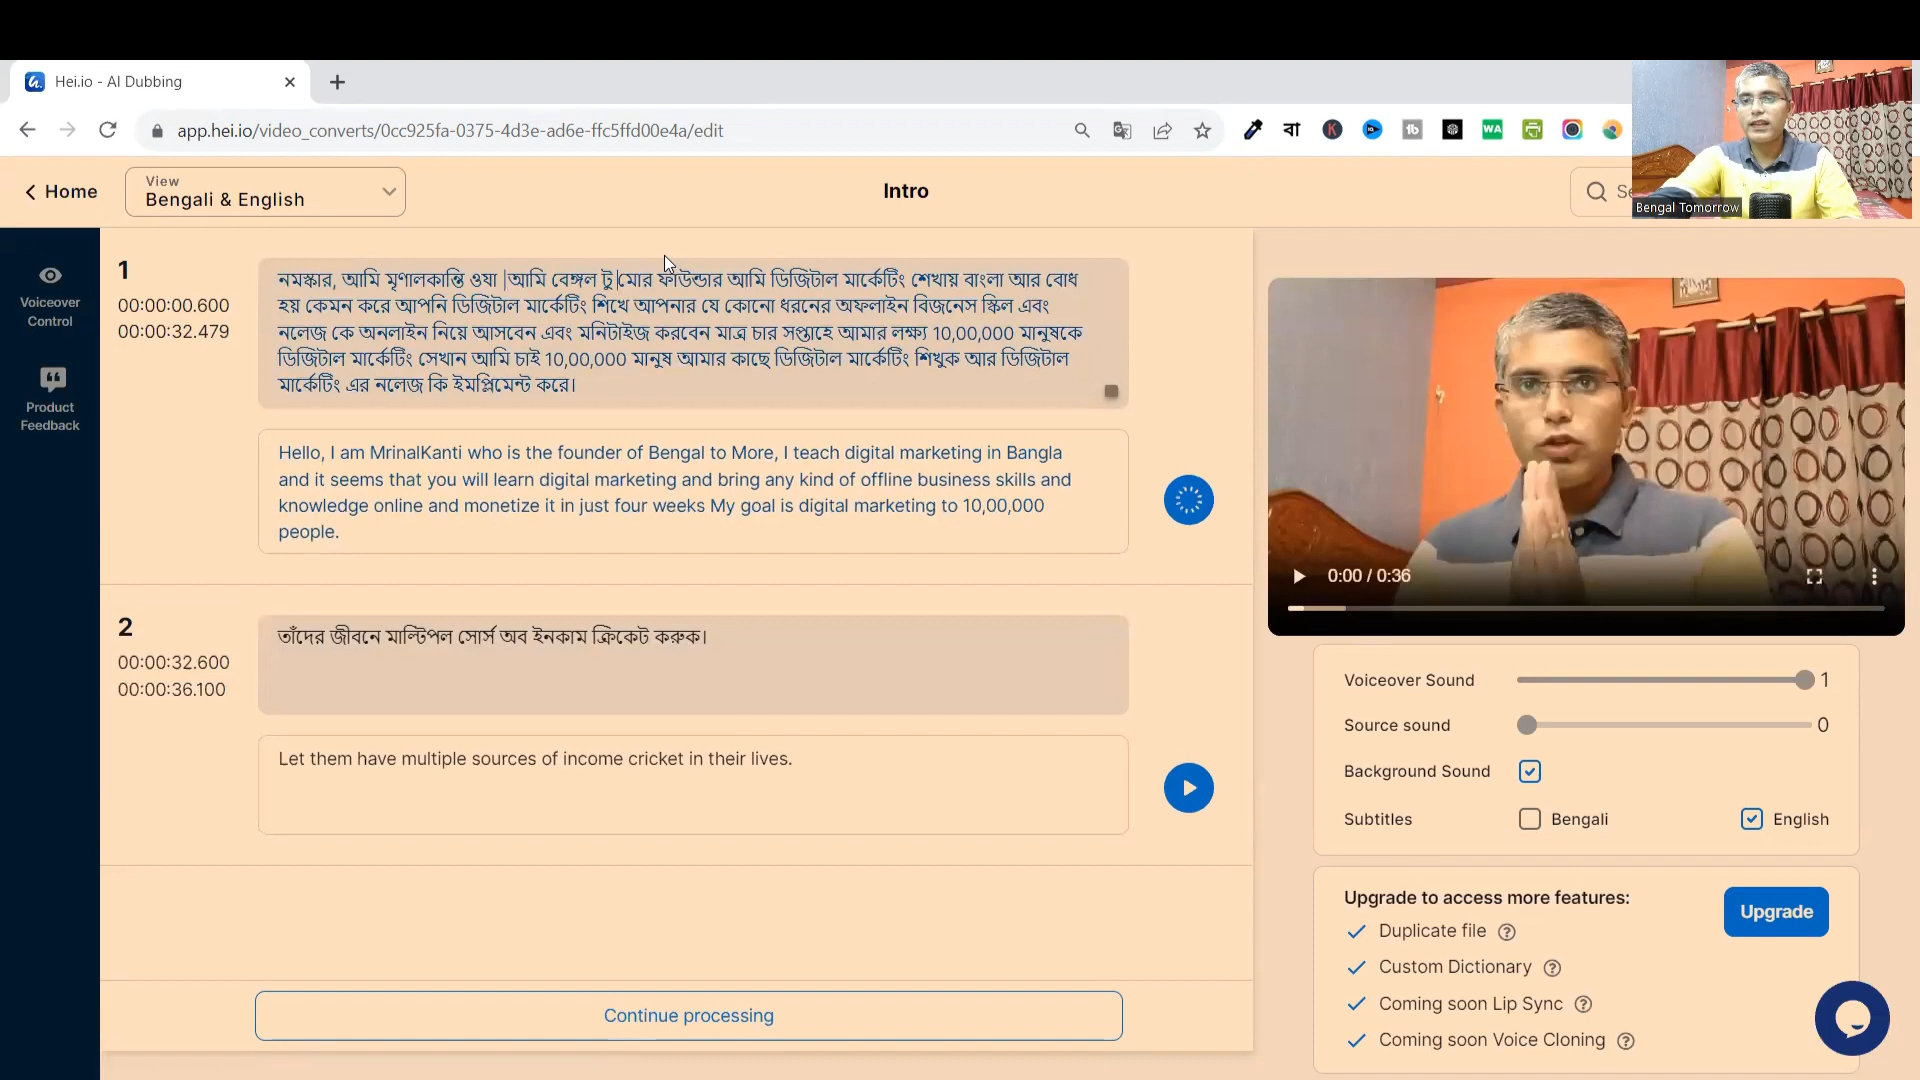 Hei.io - AI Dubbing
app.hei.io/video_converts/0cc925fa-0375-4d3e-ad6e-ffc5ffd00e4a/edit
বা
WA
Bengal Tomorrow
Home
View
Bengali & English
Intro
Voiceover
Control
Product
Feedback
1
00:00:00.600
00:00:32.479
নমস্কার, আমি মৃণালকান্তি ওযা |আমি বেঙ্গল টু মোর ফাউন্ডার আমি ডিজিটাল মার্কেটিং শেখায় বাংলা আর বোধ
হয় কেমন করে আপনি ডিজিটাল মার্কেটিং শিখে আপনার যে কোনো ধরনের অফলাইন বিজনেস স্কিল এবং
নলেজ কে অনলাইন নিয়ে আসবেন এবং মনিটাইজ করবেন মাত্র চার সপ্তাহে আমার লক্ষ্য 10,00,000 মানুষকে
ডিজিটাল মার্কেটিং সেখান আমি চাই 10,00,000 মানুষ আমার কাছে ডিজিটাল মার্কেটিং শিখুক আর ডিজিটাল
মার্কেটিং এর নলেজ কি ইমপ্লিমেন্ট করে।
Hello, I am MrinalKanti who is the founder of Bengal to More, I teach digital marketing in Bangla
and it seems that you will learn digital marketing and bring any kind of offline business skills and
knowledge online and monetize it in just four weeks My goal is digital marketing to 10,00,000
people.
2
00:00:32.600
00:00:36.100
তাঁদের জীবনে মাল্টিপল সোর্স অব ইনকাম ক্রিকেট করুক।
Let them have multiple sources of income cricket in their lives.
Continue processing
0:00 / 0:36
Voiceover Sound 1
Source sound 0
Background Sound
Subtitles Bengali English
Upgrade to access more features:
Upgrade
Duplicate file
Custom Dictionary
Coming soon Lip Sync
Coming soon Voice Cloning